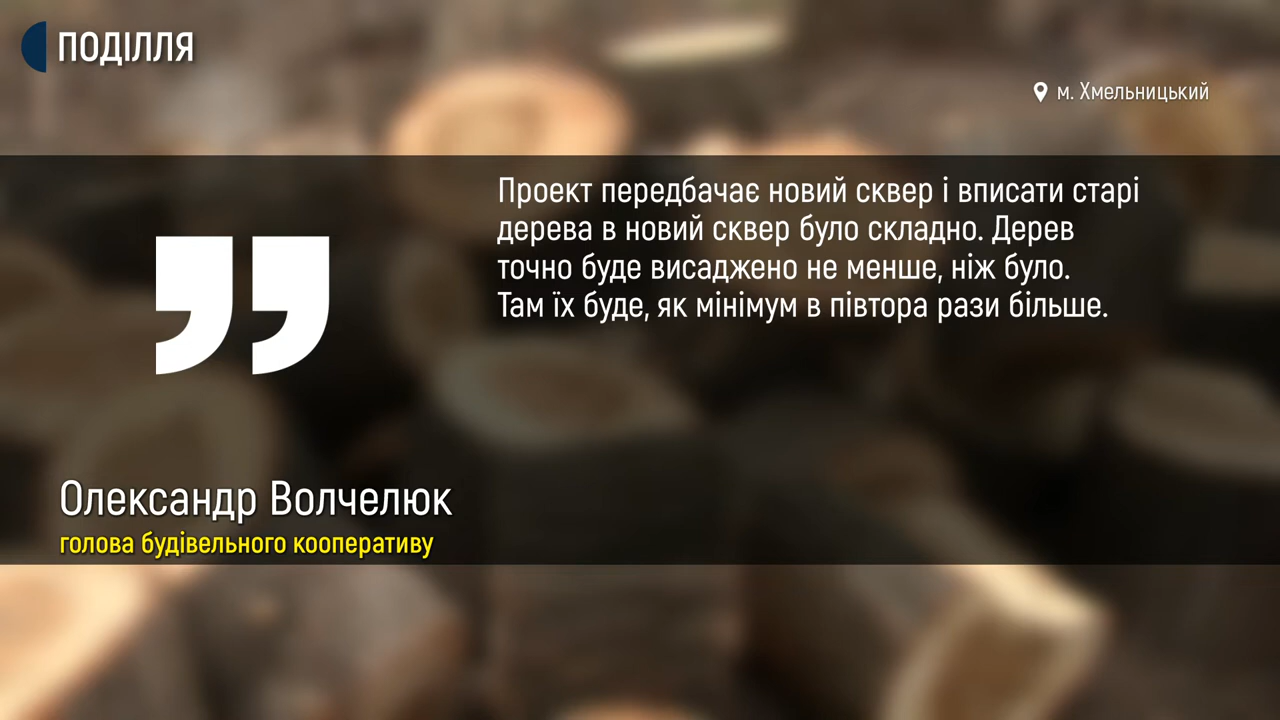 ПОДІЛЛЯ
м. Хмельницький
Проект передбачає новий сквер і вписати старі
дерева в новий сквер було складно. Дерев
точно буде висаджено не менше, ніж було.
Там їх буде, як мінімум в півтора рази більше.
Олександр Волчелюк
голова будівельного кооперативу